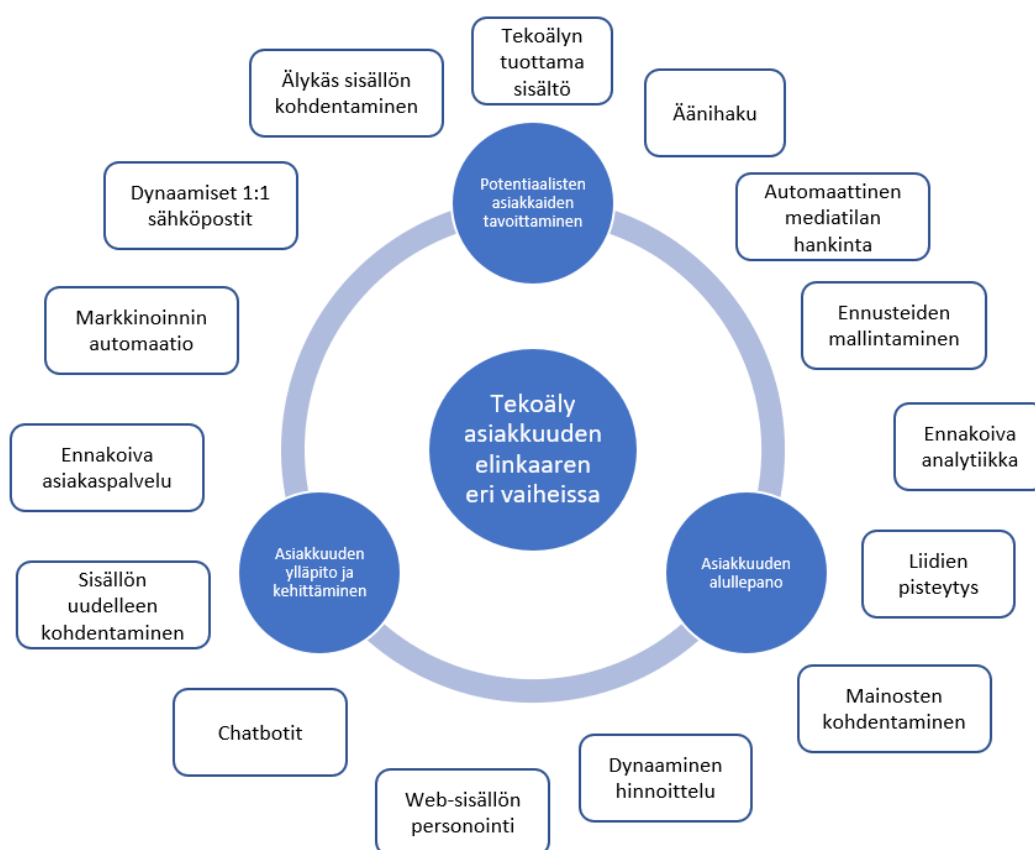 Tekoälyn
tuottama
sisältö
Älykäs sisällön
kohdentaminen
Äänihaku
Potentiaalisten
asiakkaiden
tavoittaminen
Dynaamiset 1:1
sähköpostit
Automaattinen
mediatilan
hankinta
Markkinoinnin
automaatio
Ennusteiden
mallintaminen
Tekoäly
asiakkuuden
elinkaaren
eri vaiheissa
Ennakoiva
asiakaspalvelu
Ennakoiva
analytiikka
Asiakkuuden
ylläpito ja
kehittäminen
Asiakkuuden
alullepano
Liidien
pisteytys
Sisällön
uudelleen
kohdentaminen
Mainosten
kohdentaminen
Chatbotit
Dynaaminen
hinnoittelu
Web-sisällön
personointi